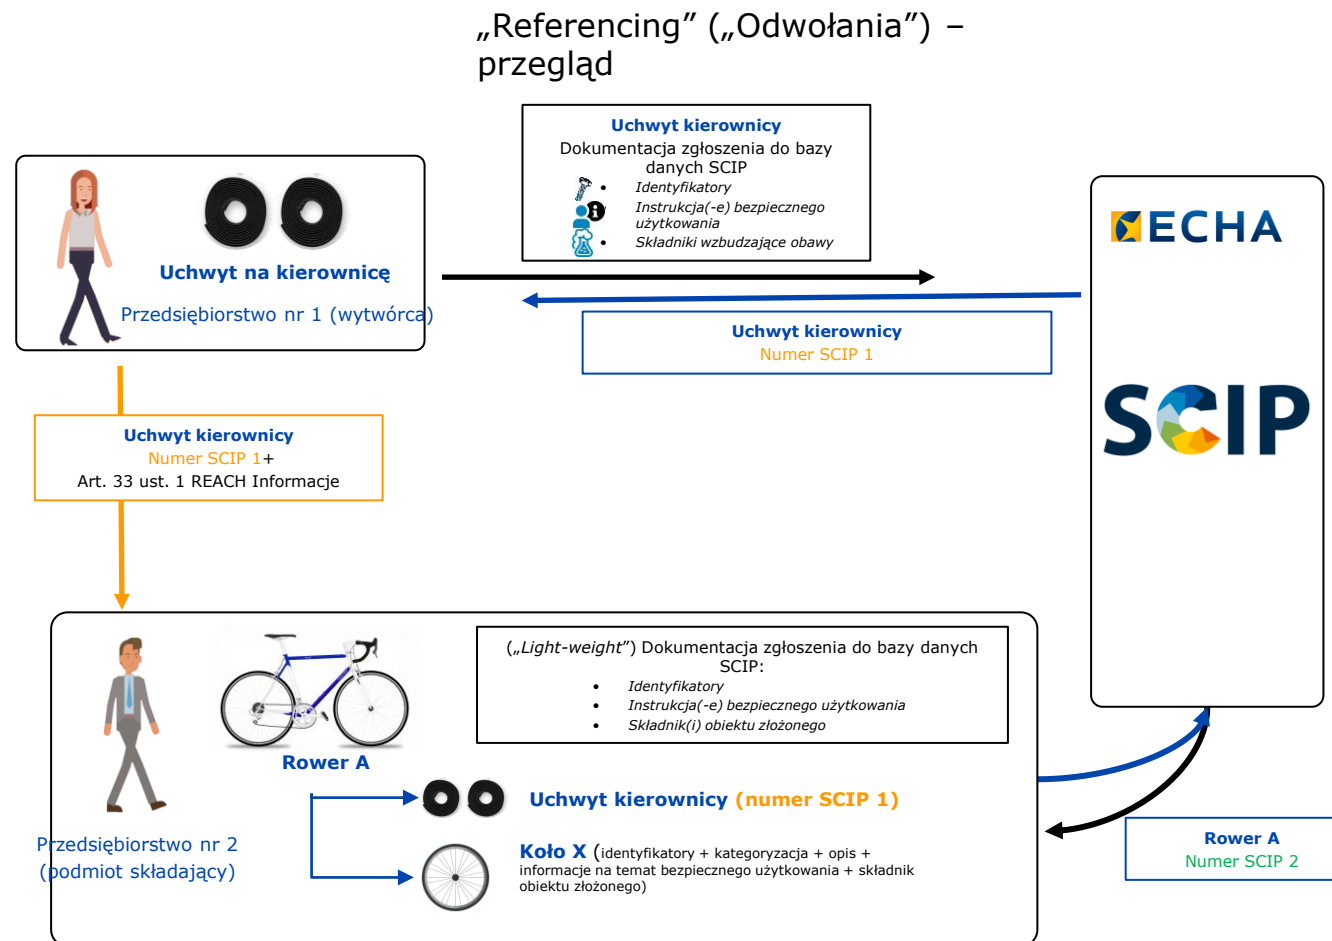 „Referencing” („Odwołania”) –
przegląd
Uchwyt kierownicy
Dokumentacja zgłoszenia do bazy
danych SCIP
• Identyfikatory
• Instrukcja(-e) bezpiecznego
użytkowania
• Składniki wzbudzające obawy
Uchwyt na kierownicę
Przedsiębiorstwo nr 1 (wytwórca)
ECHA
SCIP
Uchwyt kierownicy
Numer SCIP 1
Uchwyt kierownicy
Numer SCIP 1+
Art. 33 ust. 1 REACH Informacje
(„Light-weight”) Dokumentacja zgłoszenia do bazy danych
SCIP:
• Identyfikatory
• Instrukcja(-e) bezpiecznego użytkowania
• Składnik(i) obiektu złożonego
Rower A
Uchwyt kierownicy (numer SCIP 1)
Przedsiębiorstwo nr 2
(podmiot składający)
Koło X (identyfikatory + kategoryzacja + opis +
informacje na temat bezpiecznego użytkowania + składnik
obiektu złożonego)
Rower A
Numer SCIP 2